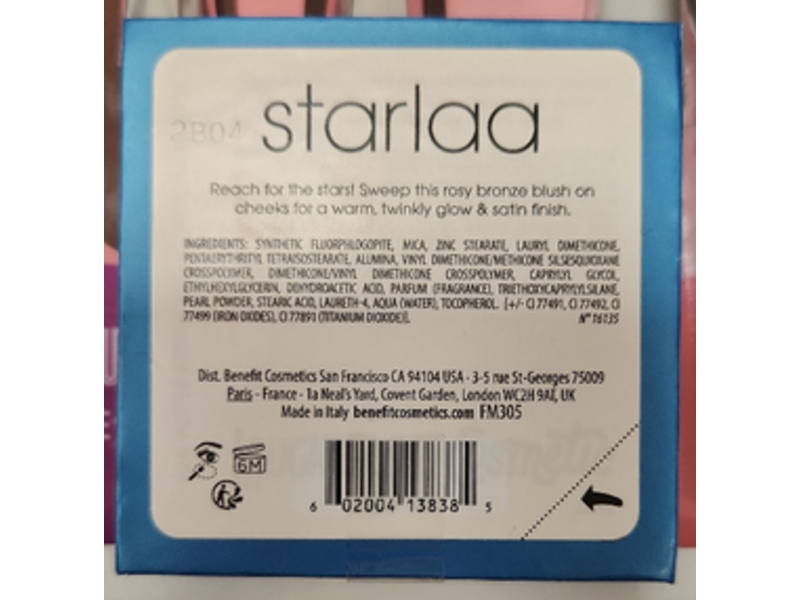 2B04
starlaa
Reach for the stars! Sweep this rosy bronze blush on
cheeks for a warm, twinkly glow & satin finish.
INGREDIENTS: SYNTHETIC FLUORPHLOGOPITE, MICA, ZINC STEARATE, LAURYL DIMETHICONE,
PENTAERYTHRITYL TETRAISOSTEARATE, ALUMINA, VINYL DIMETHICONE/METHICONE SILSESQUIOXANE
CROSSPOLYMER, DIMETHICONE/VINYL DIMETHICONE CROSSPOLYMER, CAPRYLYL GLYCOL,
ETHYLHEXYLGLYCERIN, DEHYDROACETIC ACID, PARFUM (FRAGRANCE), TRIETHOXYCAPRYLYLSILANE,
PEARL POWDER, STEARIC ACID, LAURETH-4, AQUA (WATER), TOCOPHEROL. [+/- CI 77491, CI 77492, CI
77499 (IRON OXIDES), CI 77891 (TITANIUM DIOXIDE)]. N° 16135
Dist. Benefit Cosmetics San Francisco CA 94104 USA - 3-5 rue St-Georges 75009
Paris - France - 1a Neal's Yard, Covent Garden, London WC2H 9AT, UK
Made in Italy benefitcosmetics.com FM305
6M
6 02004 13838 5